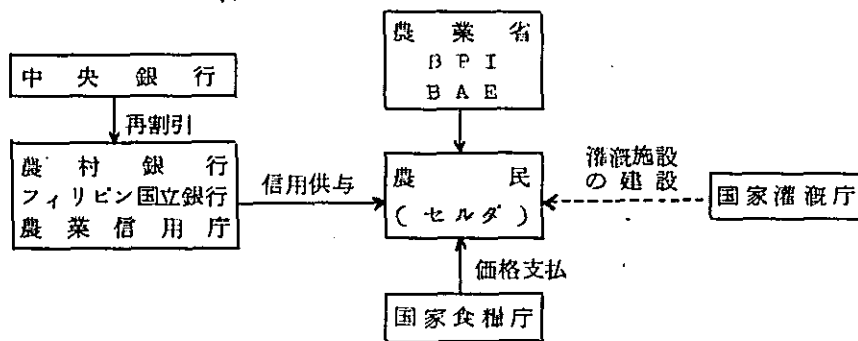 農業省
BPI
BAE
中央銀行
再割引
農村銀行
フィリピン国立銀行
農業信用庁
信用供与
農民
(セルダ)
灌漑施設
の建設
国家灌漑庁
価格支払
国家食糧庁